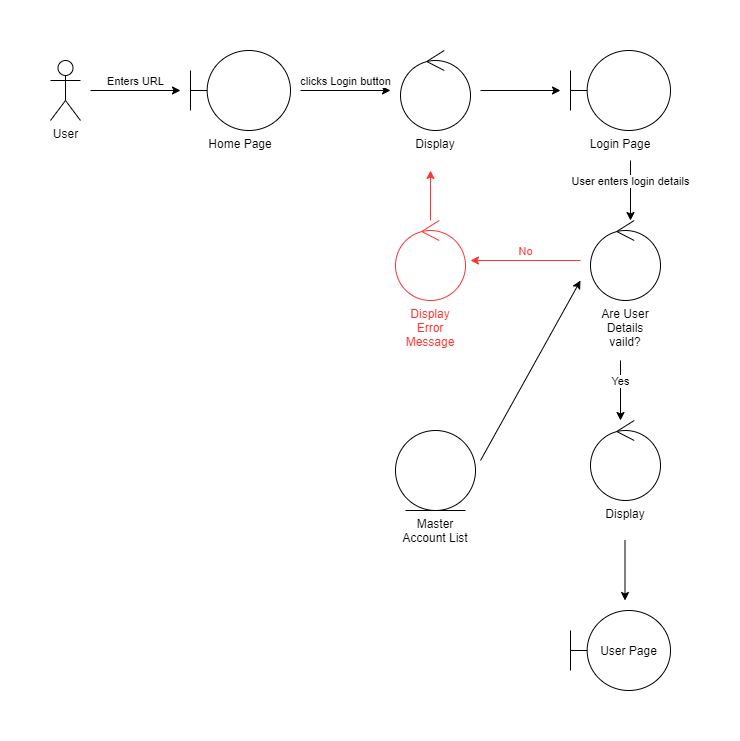 Enters URL
clicks Login button
User
Home Page
Display
Login Page
User enters login details
No
Display
Error
Message
Are User
Details
vaild?
Yes
Master
Account List
Display
User Page